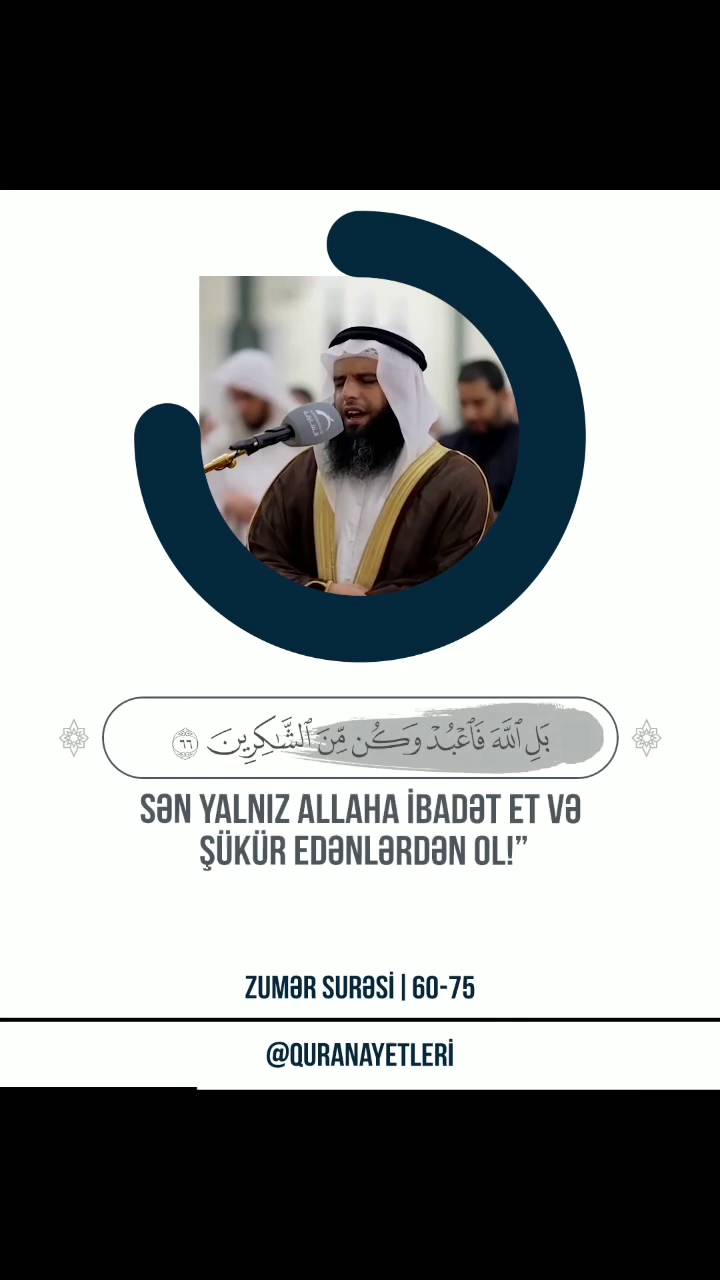 بَلِ ٱللَّهَ فَٱعْبُدْ وَكُن مِّنَ ٱلشَّـٰكِرِينَ ٦٦
SƏN YALNIZ ALLAHA İBADƏT ET VƏ
ŞÜKÜR EDƏNLƏRDƏN OL!”
ZUMƏR SURƏSİ | 60-75
@QURANAYETLERİ